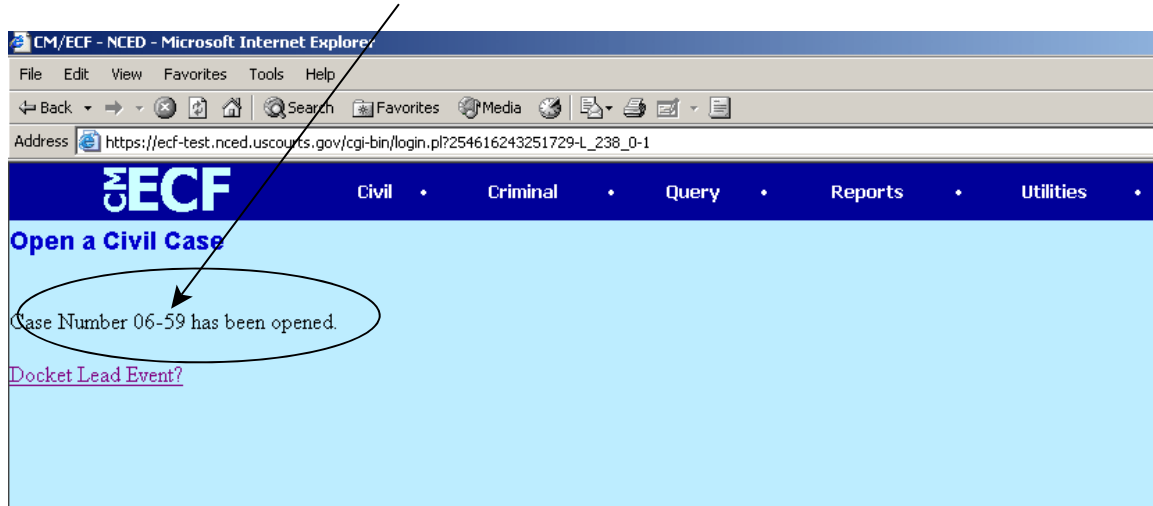 CM/ECF - NCED - Microsoft Internet Explorer
File Edit View Favorites Tools Help
Back Search Favorites Media
Address https://ecf-test.nced.uscourts.gov/cgi-bin/login.pl?254616243251729-L_238_0-1
CM ECF Civil • Criminal • Query • Reports • Utilities •
Open a Civil Case
Case Number 06-59 has been opened.
Docket Lead Event?